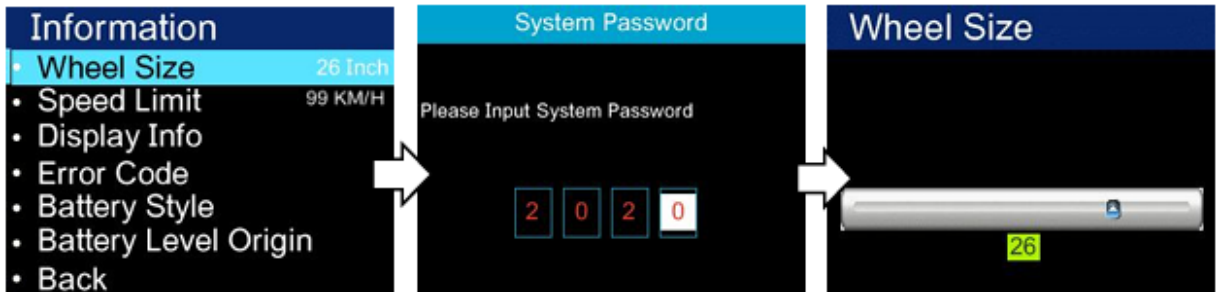 Information
• Wheel Size 26 Inch
• Speed Limit 99 KM/H
• Display Info
• Error Code
• Battery Style
• Battery Level Origin
• Back
System Password
Please Input System Password
2 0 2 0
Wheel Size
26